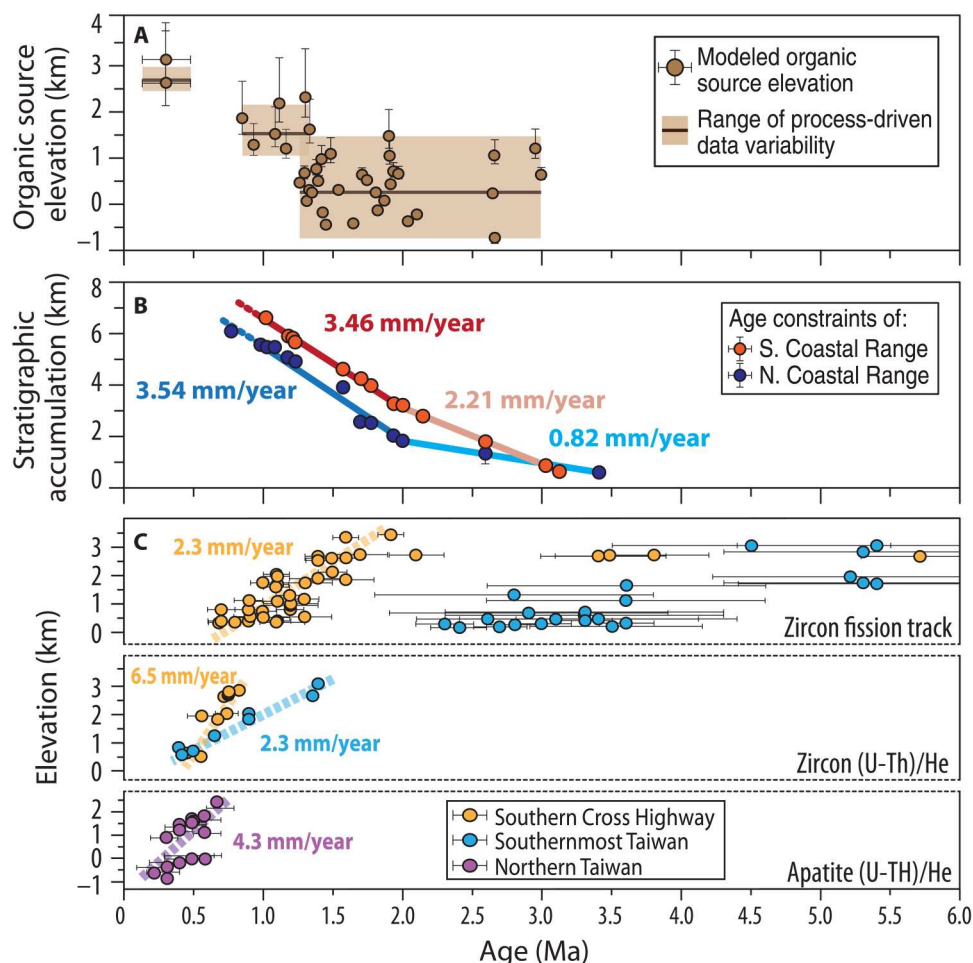 A
Organic source
elevation (km)
4
3
2
1
0
−1
Modeled organic
source elevation
Range of process-driven
data variability
B
Stratigraphic
accumulation (km)
8
6
4
2
0
3.46 mm/year
3.54 mm/year
2.21 mm/year
0.82 mm/year
Age constraints of:
S. Coastal Range
N. Coastal Range
C
Elevation (km)
3
2
1
0
2.3 mm/year
Zircon fission track
3
2
1
0
6.5 mm/year
2.3 mm/year
Zircon (U-Th)/He
2
1
0
−1
4.3 mm/year
Southern Cross Highway
Southernmost Taiwan
Northern Taiwan
Apatite (U-TH)/He
0 0.5 1.0 1.5 2.0 2.5 3.0 3.5 4.0 4.5 5.0 5.5 6.0
Age (Ma)